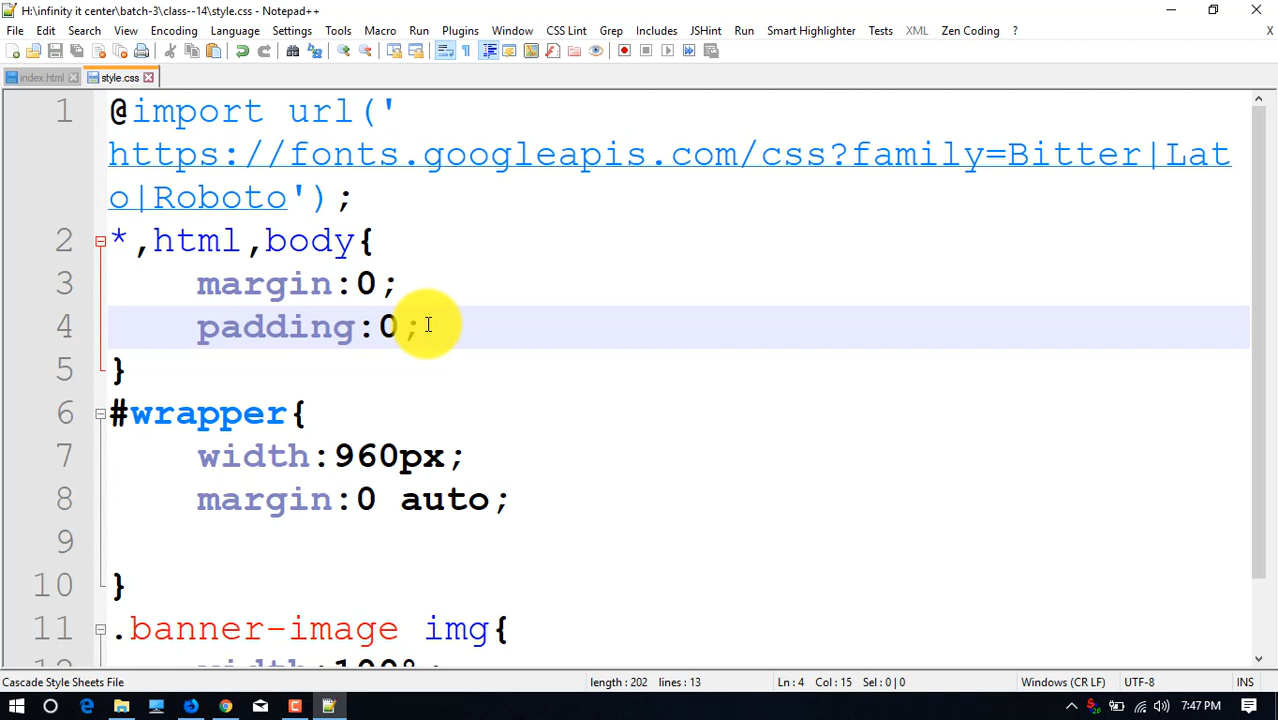 H:\infinity it center\batch-3\class--14\style.css - Notepad++
File Edit Search View Encoding Language Settings Tools Macro Run Plugins Window CSS Lint Grep Includes JSHint Run Smart Highlighter Tests XML Zen Coding ? X
index.html style.css
1 @import url('
https://fonts.googleapis.com/css?family=Bitter|Lat
o|Roboto');
2 *,html,body{
3 margin:0;
4 padding:0;
5 }
6 #wrapper{
7 width:960px;
8 margin:0 auto;
9
10 }
11 .banner-image img{
12 width:100%;
Cascade Style Sheets File length : 202 lines : 13 Ln : 4 Col : 15 Sel : 0 | 0 Windows (CR LF) UTF-8 INS
7:47 PM